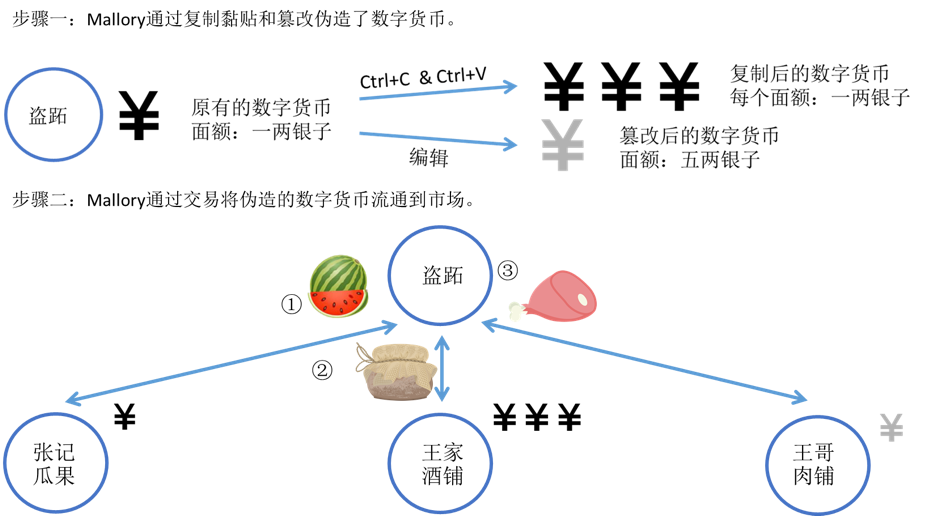 步骤一：Mallory通过复制黏贴和篡改伪造了数字货币。
盗跖
¥
原有的数字货币
面额：一两银子
Ctrl+C & Ctrl+V
¥ ¥ ¥
复制后的数字货币
每个面额：一两银子
编辑
¥
篡改后的数字货币
面额：五两银子
步骤二：Mallory通过交易将伪造的数字货币流通到市场。
盗跖
①
②
③
张记
瓜果
¥
王家
酒铺
¥ ¥ ¥
王哥
肉铺
¥